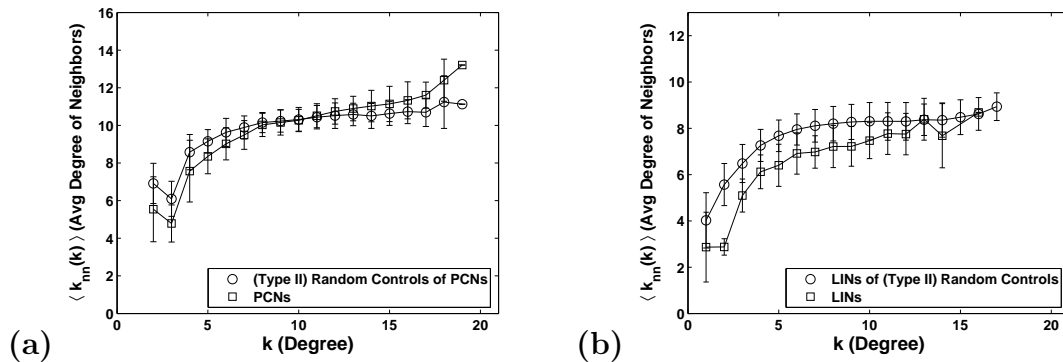 (a)
⟨ k_nn(k) ⟩ (Avg Degree of Neighbors)
16
14
12
10
8
6
4
2
0
0 5 10 15 20
k (Degree)
(Type II) Random Controls of PCNs
PCNs
(b)
⟨ k_nn(k) ⟩ (Avg Degree of Neighbors)
12
10
8
6
4
2
0
0 5 10 15 20
k (Degree)
LINs of (Type II) Random Controls
LINs